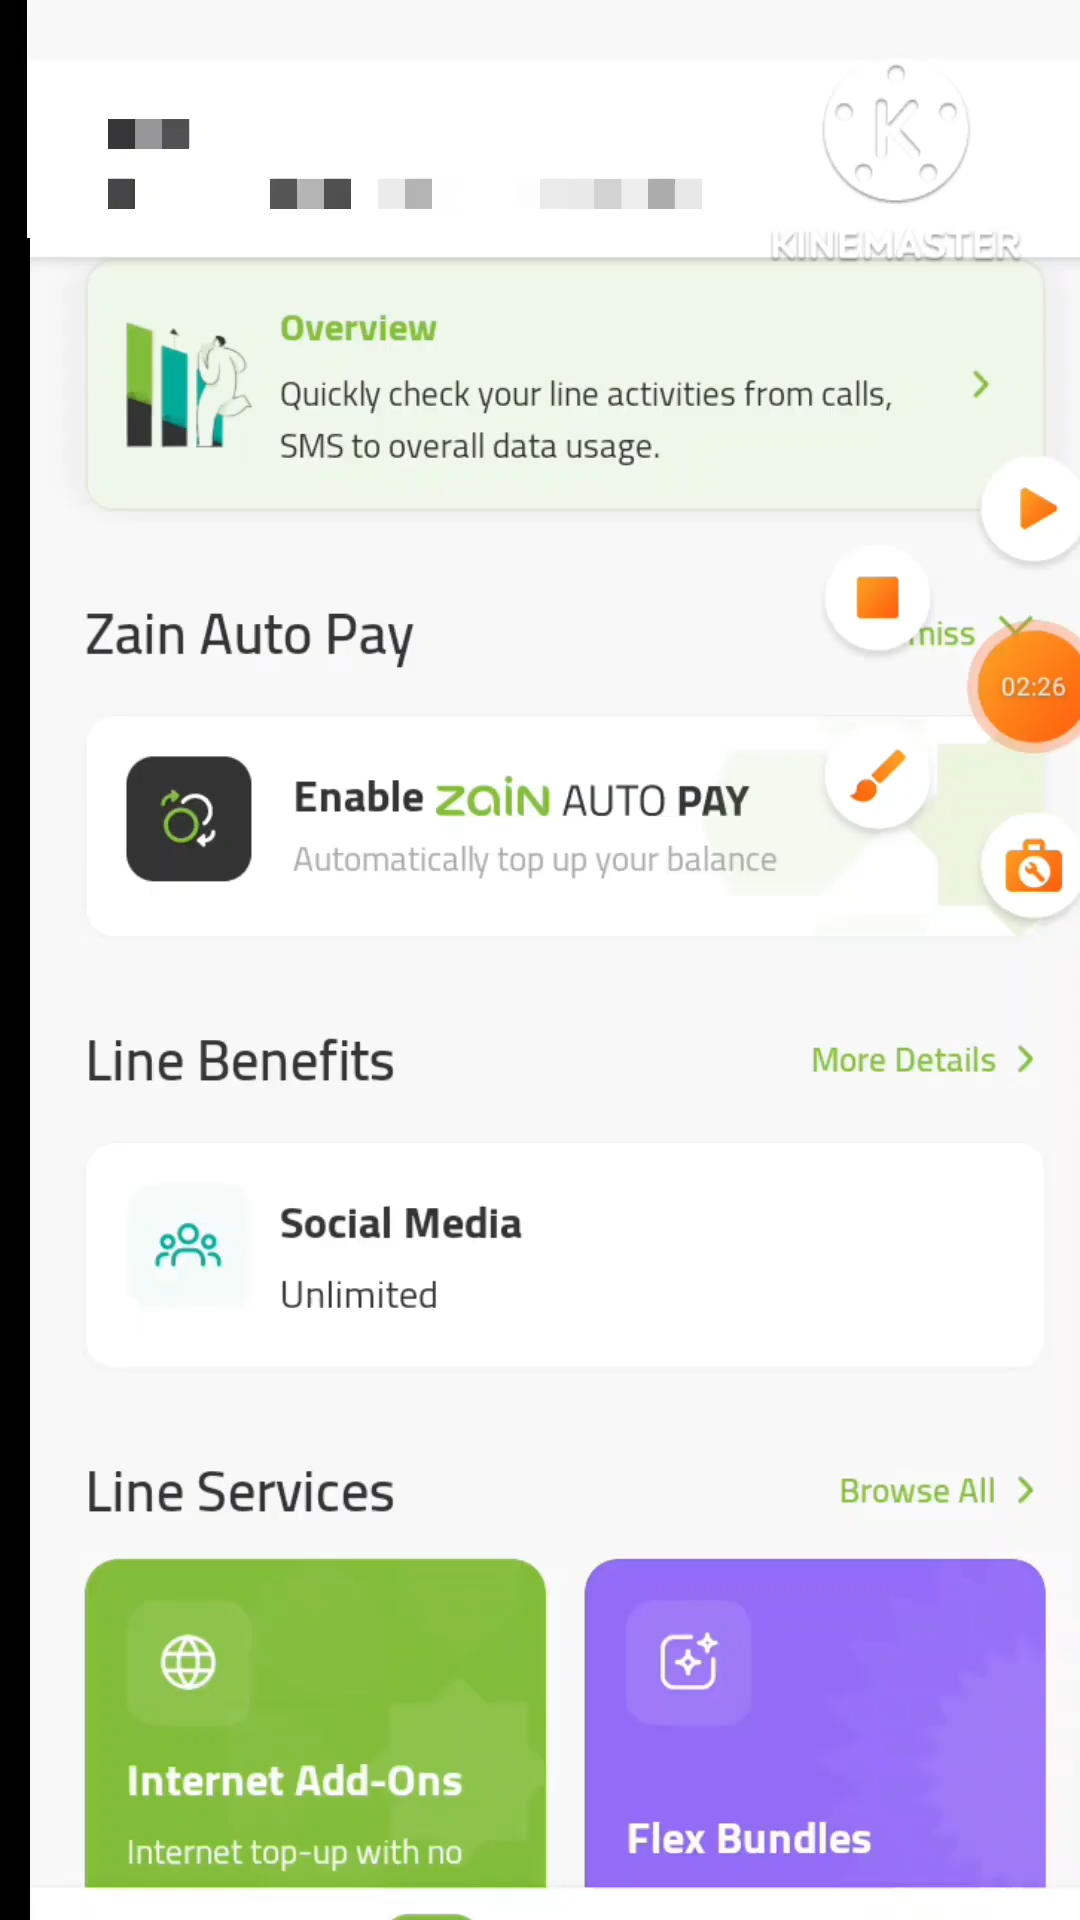 KINEMASTER
Overview
Quickly check your line activities from calls,
SMS to overall data usage.
Zain Auto Pay
02:26
Enable zain AUTO PAY
Automatically top up your balance
Line Benefits
More Details
Social Media
Unlimited
Line Services
Browse All
Internet Add-Ons
Internet top-up with no
Flex Bundles